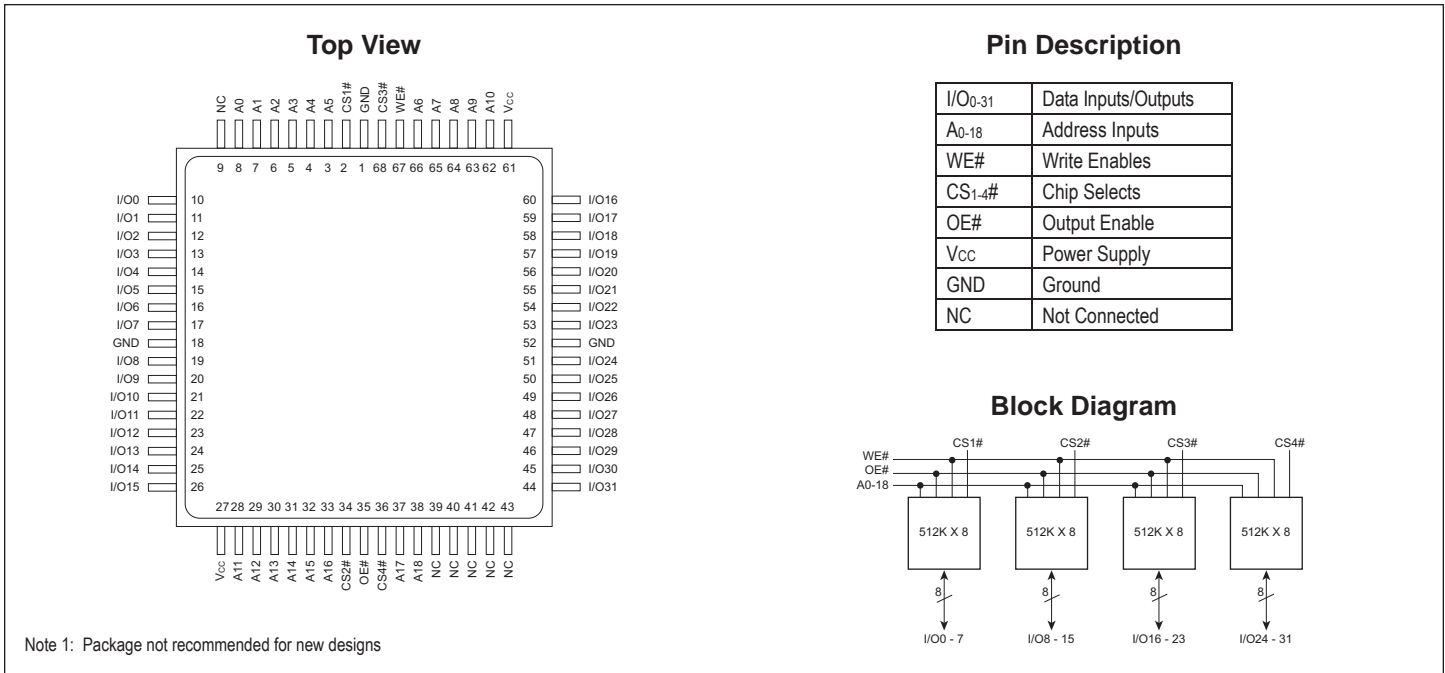 Top View
NC A0 A1 A2 A3 A4 A5 CS1# GND CS3# WE# A6 A7 A8 A9 A10 Vcc
9 8 7 6 5 4 3 2 1 68 67 66 65 64 63 62 61
I/O0 10 60 I/O16
I/O1 11 59 I/O17
I/O2 12 58 I/O18
I/O3 13 57 I/O19
I/O4 14 56 I/O20
I/O5 15 55 I/O21
I/O6 16 54 I/O22
I/O7 17 53 I/O23
GND 18 52 GND
I/O8 19 51 I/O24
I/O9 20 50 I/O25
I/O10 21 49 I/O26
I/O11 22 48 I/O27
I/O12 23 47 I/O28
I/O13 24 46 I/O29
I/O14 25 45 I/O30
I/O15 26 44 I/O31
27 28 29 30 31 32 33 34 35 36 37 38 39 40 41 42 43
Vcc A11 A12 A13 A14 A15 A16 CS2# OE# CS4# A17 A18 NC NC NC NC NC
Note 1: Package not recommended for new designs
Pin Description
I/O0-31 Data Inputs/Outputs
A0-18 Address Inputs
WE# Write Enables
CS1-4# Chip Selects
OE# Output Enable
Vcc Power Supply
GND Ground
NC Not Connected
Block Diagram
CS1# CS2# CS3# CS4#
WE#
OE#
A0-18
512K X 8 512K X 8 512K X 8 512K X 8
8 8 8 8
I/O0 - 7 I/O8 - 15 I/O16 - 23 I/O24 - 31